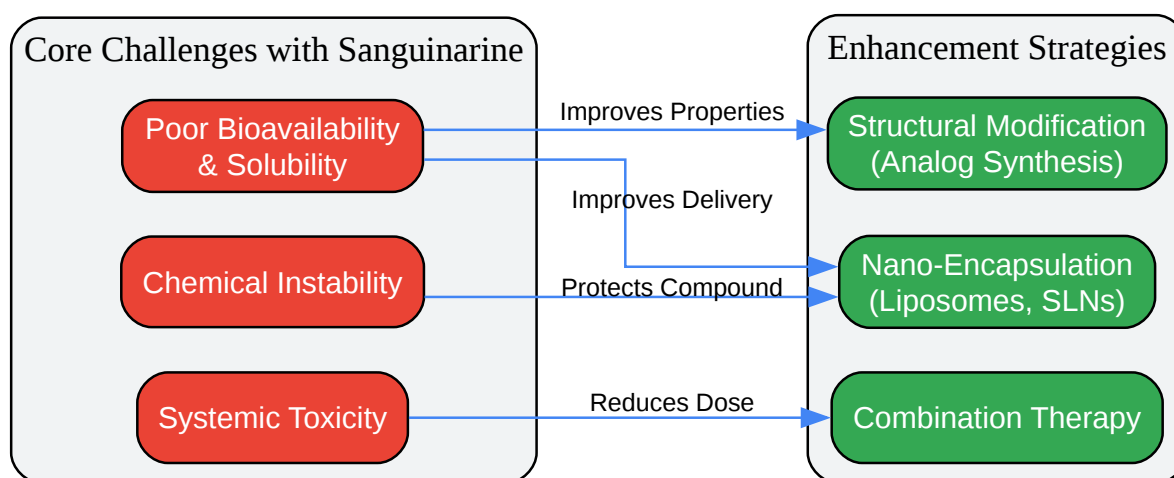 Core Challenges with Sanguinarine
Poor Bioavailability
& Solubility
Chemical Instability
Systemic Toxicity
Improves Properties
Improves Delivery
Protects Compound
Reduces Dose
Enhancement Strategies
Structural Modification
(Analog Synthesis)
Nano-Encapsulation
(Liposomes, SLNs)
Combination Therapy